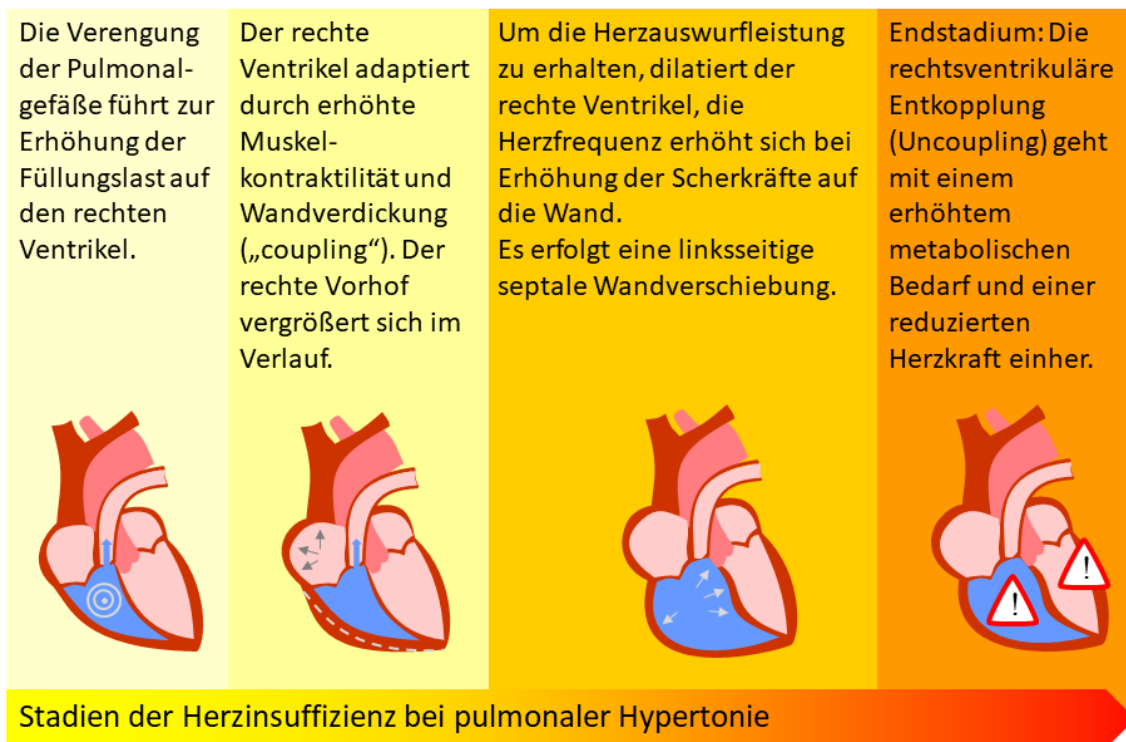 Die Verengung
der Pulmonal-
gefäße führt zur
Erhöhung der
Füllungslast auf
den rechten
Ventrikel.
Der rechte
Ventrikel adaptiert
durch erhöhte
Muskel-
kontraktilität und
Wandverdickung
(„coupling“). Der
rechte Vorhof
vergrößert sich im
Verlauf.
Um die Herzauswurfleistung
zu erhalten, dilatiert der
rechte Ventrikel, die
Herzfrequenz erhöht sich bei
Erhöhung der Scherkräfte auf
die Wand.
Es erfolgt eine linksseitige
septale Wandverschiebung.
Endstadium: Die
rechtsventrikuläre
Entkopplung
(Uncoupling) geht
mit einem
erhöhtem
metabolischen
Bedarf und einer
reduzierten
Herzkraft einher.
!
!
Stadien der Herzinsuffizienz bei pulmonaler Hypertonie